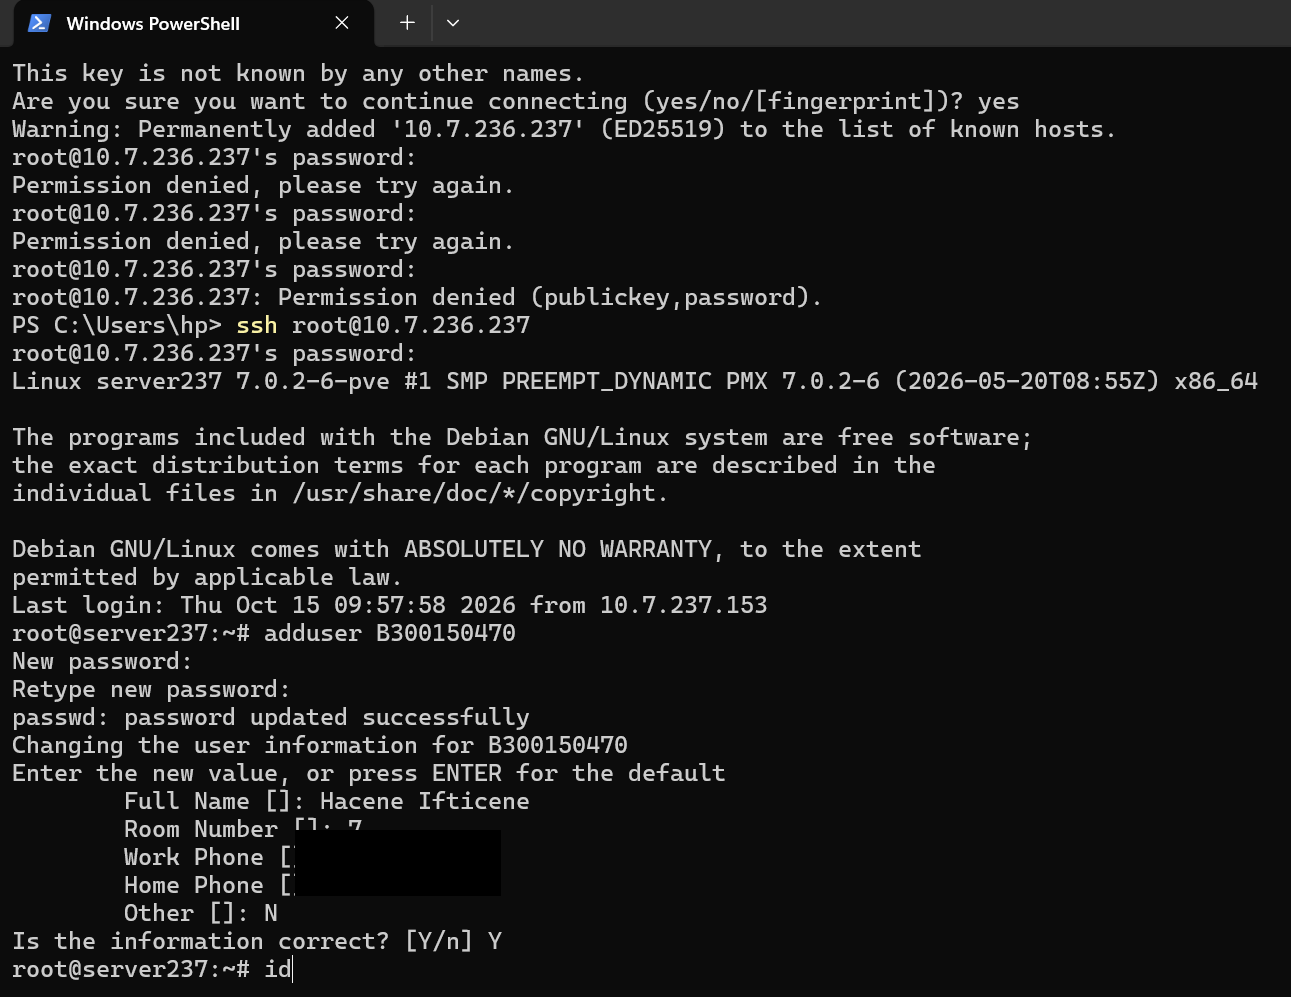 Windows PowerShell
This key is not known by any other names.
Are you sure you want to continue connecting (yes/no/[fingerprint])? yes
Warning: Permanently added '10.7.236.237' (ED25519) to the list of known hosts.
root@10.7.236.237's password:
Permission denied, please try again.
root@10.7.236.237's password:
Permission denied, please try again.
root@10.7.236.237's password:
root@10.7.236.237: Permission denied (publickey,password).
PS C:\Users\hp> ssh root@10.7.236.237
root@10.7.236.237's password:
Linux server237 7.0.2-6-pve #1 SMP PREEMPT_DYNAMIC PMX 7.0.2-6 (2026-05-20T08:55Z) x86_64
The programs included with the Debian GNU/Linux system are free software;
the exact distribution terms for each program are described in the
individual files in /usr/share/doc/*/copyright.
Debian GNU/Linux comes with ABSOLUTELY NO WARRANTY, to the extent
permitted by applicable law.
Last login: Thu Oct 15 09:57:58 2026 from 10.7.237.153
root@server237:~# adduser B300150470
New password:
Retype new password:
passwd: password updated successfully
Changing the user information for B300150470
Enter the new value, or press ENTER for the default
Full Name []: Hacene Ifticene
Room Number []: 7
Work Phone [
Home Phone [
Other []: N
Is the information correct? [Y/n] Y
root@server237:~# id